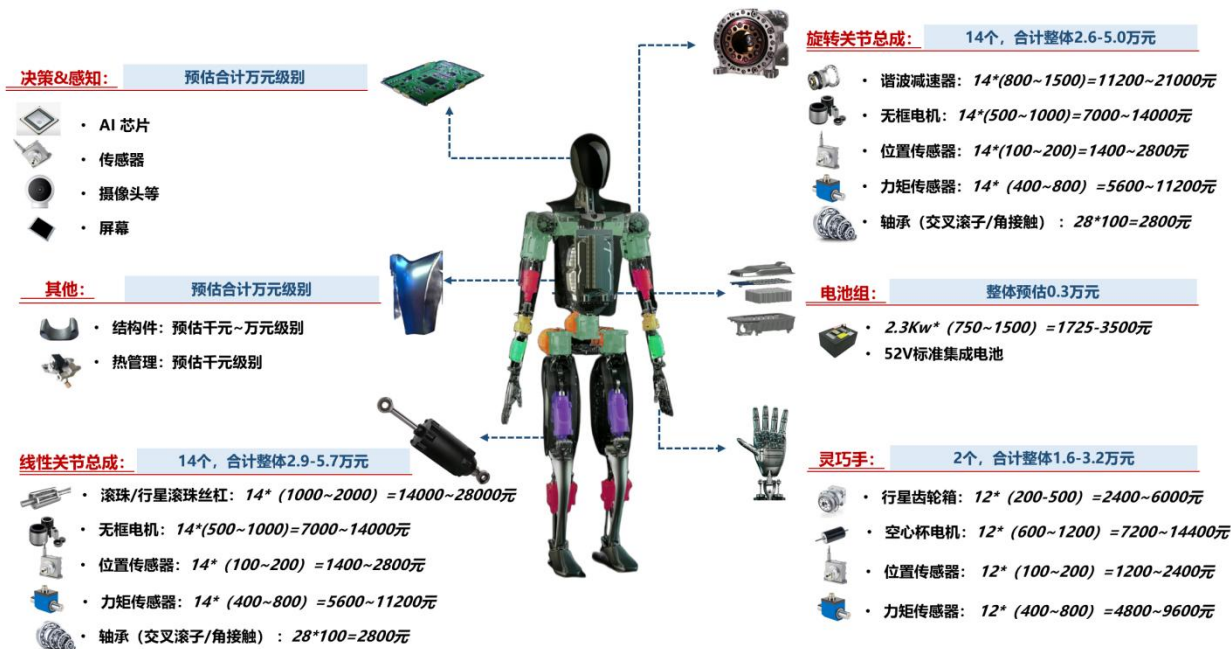 决策&感知：
预估合计万元级别
AI 芯片
传感器
摄像头等
屏幕
其他：
预估合计万元级别
结构件：预估千元~万元级别
热管理：预估千元级别
线性关节总成：
14个，合计整体2.9-5.7万元
滚珠/行星滚珠丝杠：14*（1000~2000）=14000~28000元
无框电机：14*(500~1000)=7000~14000元
位置传感器：14*（100~200）=1400~2800元
力矩传感器：14*（400~800）=5600~11200元
轴承（交叉滚子/角接触）：28*100=2800元
旋转关节总成：
14个，合计整体2.6-5.0万元
谐波减速器：14*(800~1500)=11200~21000元
无框电机：14*(500~1000)=7000~14000元
位置传感器：14*(100~200)=1400~2800元
力矩传感器：14*（400~800）=5600~11200元
轴承（交叉滚子/角接触）：28*100=2800元
电池组：
整体预估0.3万元
2.3Kw*（750~1500）=1725-3500元
52V标准集成电池
灵巧手：
2个，合计整体1.6-3.2万元
行星齿轮箱：12*（200-500）=2400~6000元
空心杯电机：12*（600~1200）=7200~14400元
位置传感器：12*（100~200）=1200~2400元
力矩传感器：12*（400~800）=4800~9600元